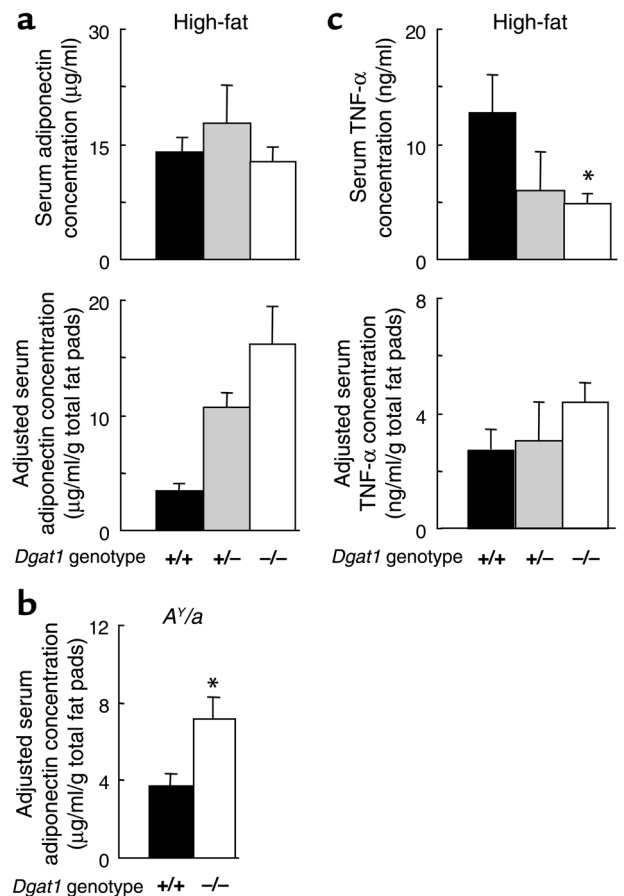 a
High-fat
Serum adiponectin
concentration (μg/ml)
30
15
0
Adjusted serum
adiponectin concentration
(μg/ml/g total fat pads)
20
10
0
Dgat1 genotype +/+ +/– –/–
c
High-fat
Serum TNF-α
concentration (ng/ml)
20
10
0
*
Adjusted serum
TNF-α concentration
(ng/ml/g total fat pads)
8
4
0
Dgat1 genotype +/+ +/– –/–
b
Aʸ/a
Adjusted serum
adiponectin concentration
(μg/ml/g total fat pads)
12
8
4
0
*
Dgat1 genotype +/+ –/–